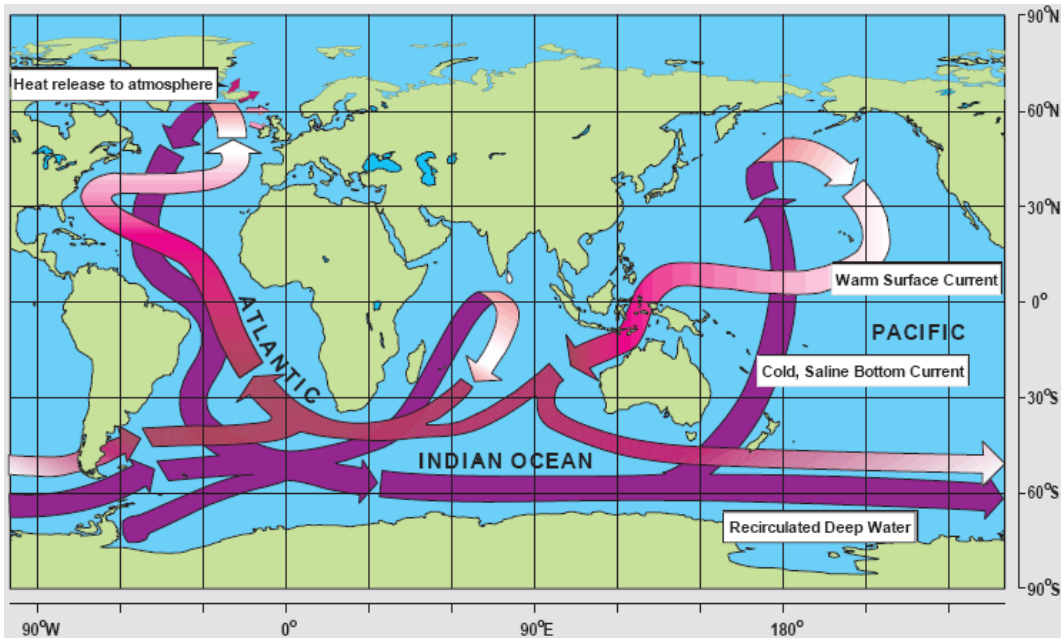 90°N
Heat release to atmosphere
60°N
30°N
Warm Surface Current
0°
ATLANTIC
PACIFIC
Cold, Saline Bottom Current
30°S
INDIAN OCEAN
60°S
Recirculated Deep Water
90°S
90°W
0°
90°E
180°